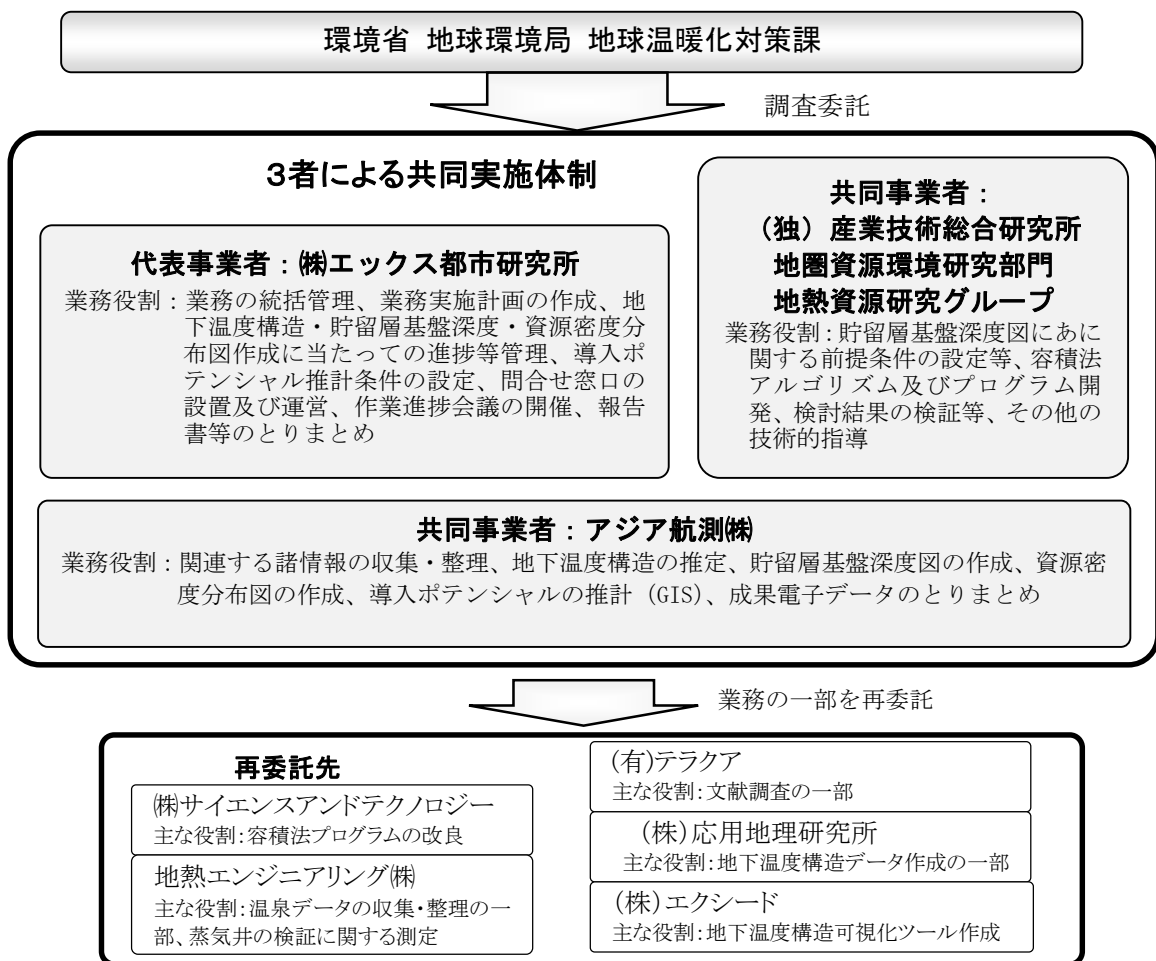 環境省 地球環境局 地球温暖化対策課
調査委託
3者による共同実施体制
代表事業者：㈱エックス都市研究所
業務役割：業務の統括管理、業務実施計画の作成、地
下温度構造・貯留層基盤深度・資源密度分
布図作成に当たっての進捗等管理、導入ポ
テンシャル推計条件の設定、問合せ窓口の
設置及び運営、作業進捗会議の開催、報告
書等のとりまとめ
共同事業者：
（独）産業技術総合研究所
地圏資源環境研究部門
地熱資源研究グループ
業務役割：貯留層基盤深度図にあに
関する前提条件の設定等、容積法
アルゴリズム及びプログラム開
発、検討結果の検証等、その他の
技術的指導
共同事業者：アジア航測㈱
業務役割：関連する諸情報の収集・整理、地下温度構造の推定、貯留層基盤深度図の作成、資源密
度分布図の作成、導入ポテンシャルの推計（GIS）、成果電子データのとりまとめ
業務の一部を再委託
再委託先
㈱サイエンスアンドテクノロジー
主な役割：容積法プログラムの改良
地熱エンジニアリング㈱
主な役割：温泉データの収集・整理の一
部、蒸気井の検証に関する測定
(有)テラクア
主な役割：文献調査の一部
(株)応用地理研究所
主な役割：地下温度構造データ作成の一部
(株)エクシード
主な役割：地下温度構造可視化ツール作成